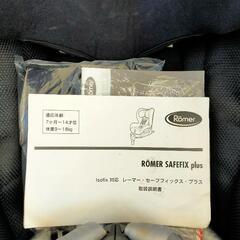 適応体齢
7ヶ月〜14才位
体重9〜18kg
Römer
RÖMER SAFEFIX plus
Isofix 対応 レーマー・セーフフィックス・プラス
取扱説明書